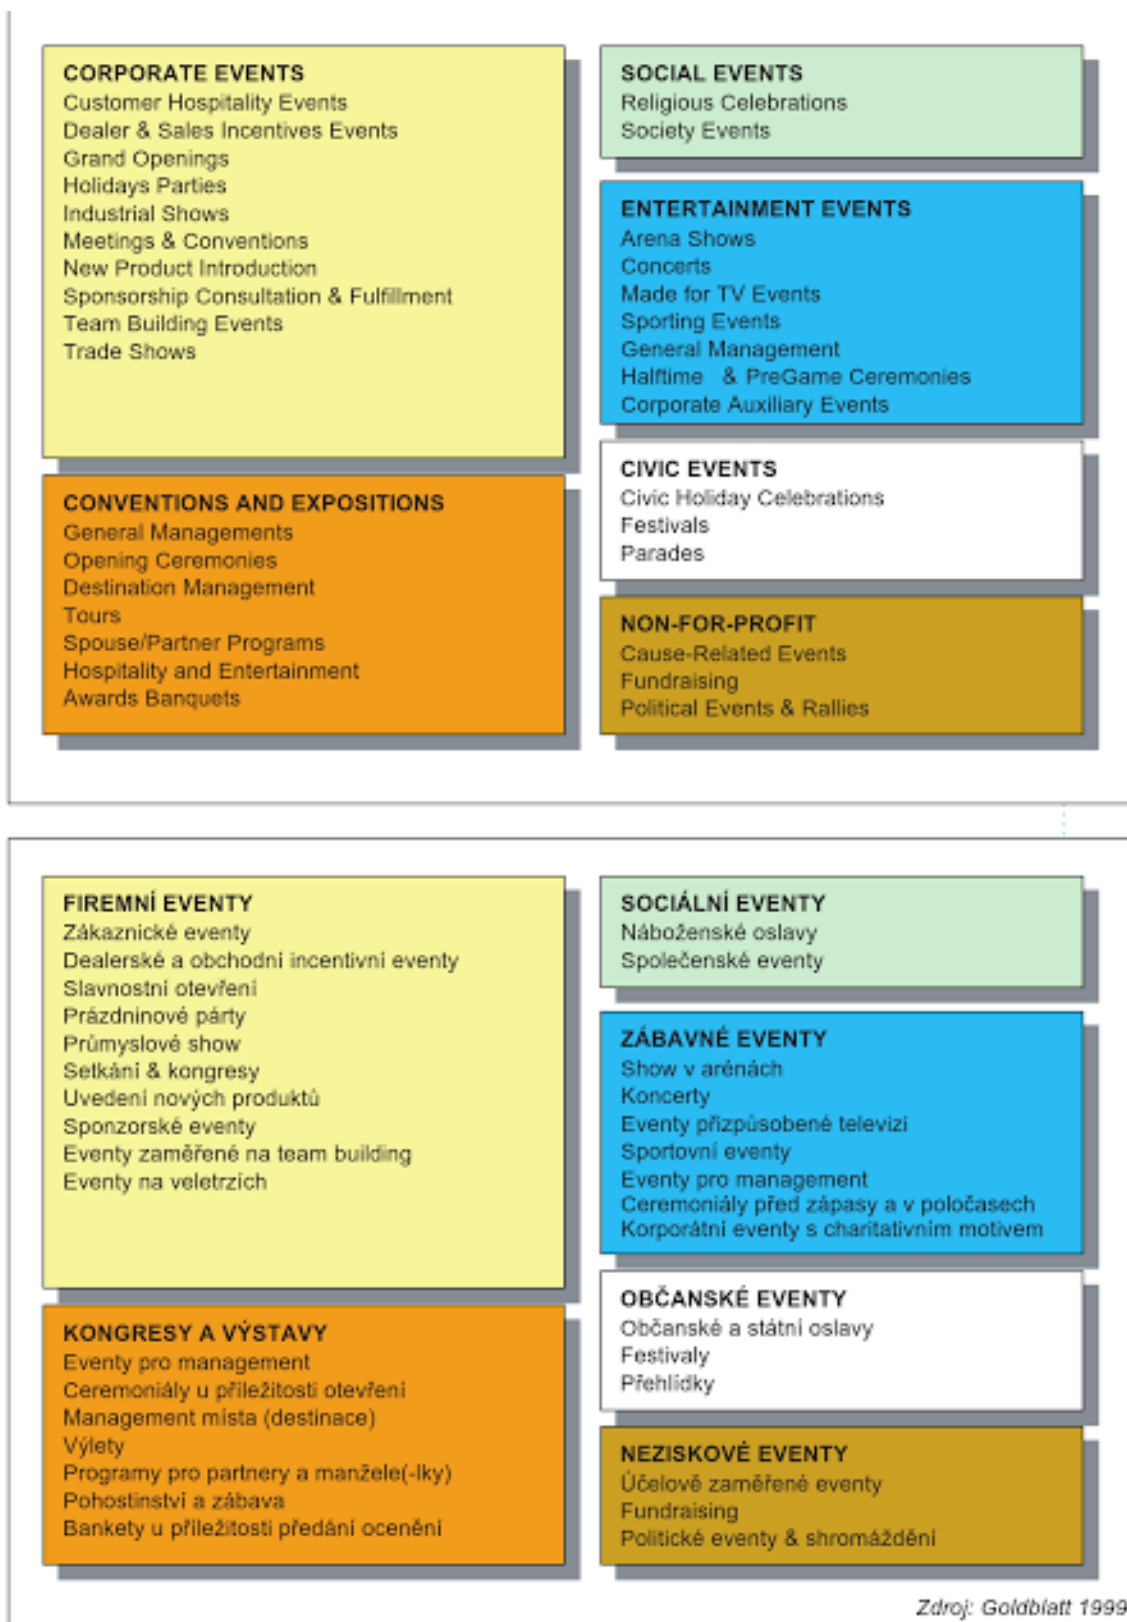 CORPORATE EVENTS
Customer Hospitality Events
Dealer & Sales Incentives Events
Grand Openings
Holidays Parties
Industrial Shows
Meetings & Conventions
New Product Introduction
Sponsorship Consultation & Fulfillment
Team Building Events
Trade Shows
CONVENTIONS AND EXPOSITIONS
General Managements
Opening Ceremonies
Destination Management
Tours
Spouse/Partner Programs
Hospitality and Entertainment
Awards Banquets
SOCIAL EVENTS
Religious Celebrations
Society Events
ENTERTAINMENT EVENTS
Arena Shows
Concerts
Made for TV Events
Sporting Events
General Management
Halftime & PreGame Ceremonies
Corporate Auxiliary Events
CIVIC EVENTS
Civic Holiday Celebrations
Festivals
Parades
NON-FOR-PROFIT
Cause-Related Events
Fundraising
Political Events & Rallies
FIREMNÍ EVENTY
Zákaznické eventy
Dealerské a obchodní incentivní eventy
Slavnostní otevření
Prázdninové párty
Průmyslové show
Setkání & kongresy
Uvedení nových produktů
Sponzorské eventy
Eventy zaměřené na team building
Eventy na veletrzích
KONGRESY A VÝSTAVY
Eventy pro management
Ceremoniály u příležitosti otevření
Management místa (destinace)
Výlety
Programy pro partnery a manžele(-lky)
Pohostinství a zábava
Bankety u příležitosti předání ocenění
SOCIÁLNÍ EVENTY
Náboženské oslavy
Společenské eventy
ZÁBAVNÉ EVENTY
Show v arénách
Koncerty
Eventy přizpůsobené televizi
Sportovní eventy
Eventy pro management
Ceremoniály před zápasy a v poločasech
Korporátní eventy s charitativním motivem
OBČANSKÉ EVENTY
Občanské a státní oslavy
Festivaly
Přehlídky
NEZISKOVÉ EVENTY
Účelově zaměřené eventy
Fundraising
Politické eventy & shromáždění
Zdroj: Goldblatt 1999